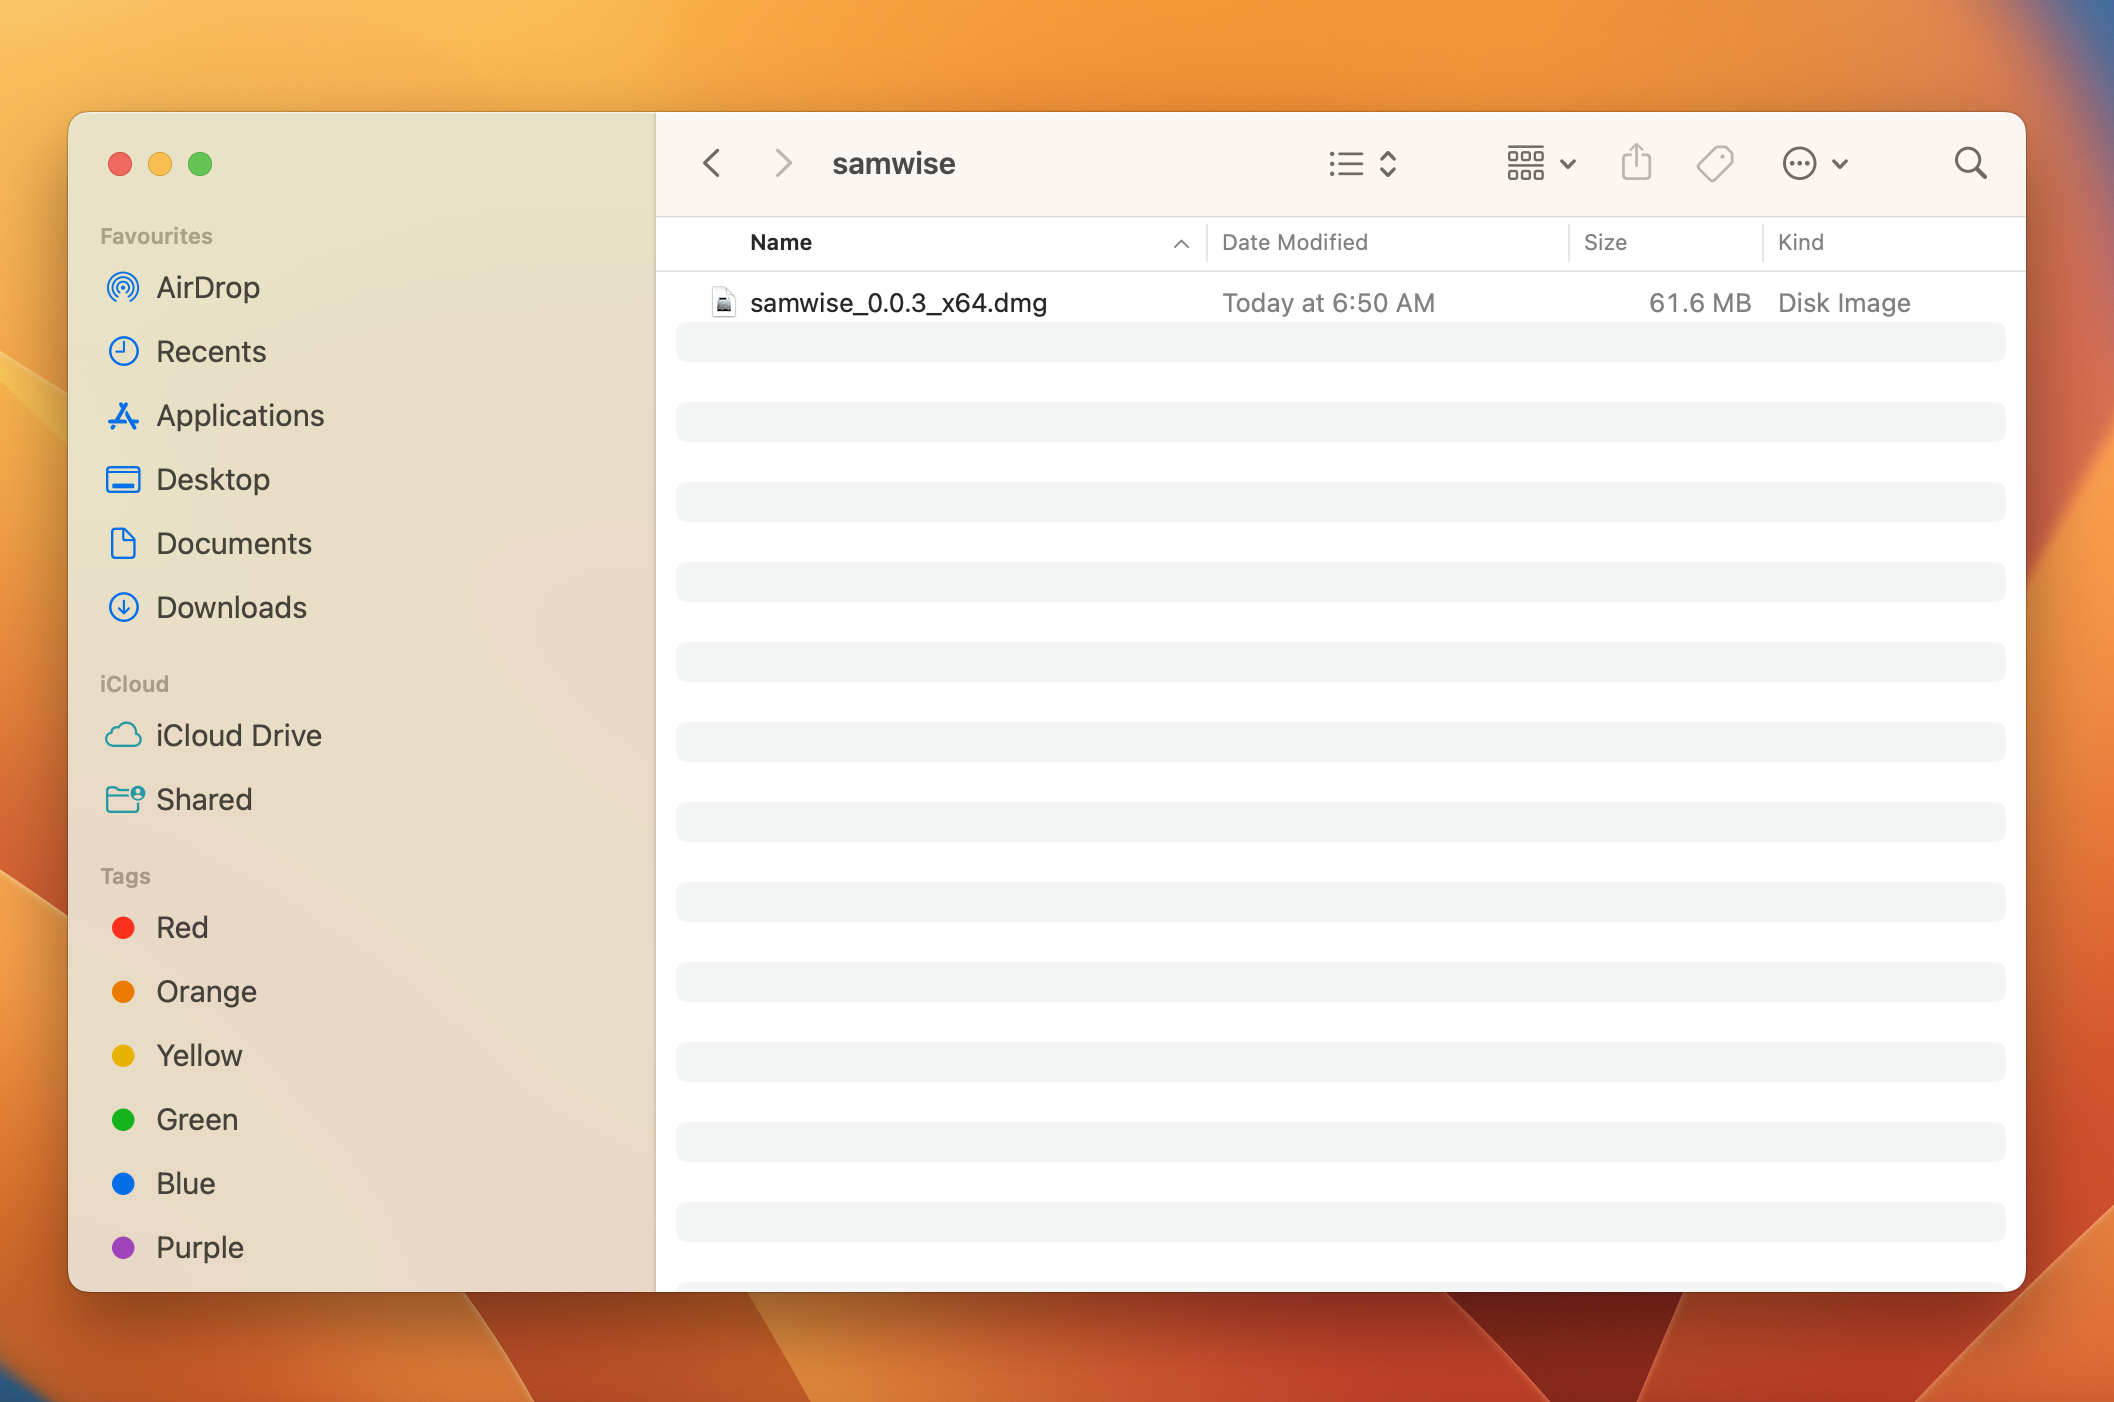 samwise
Favourites
AirDrop
Recents
Applications
Desktop
Documents
Downloads
iCloud
iCloud Drive
Shared
Tags
Red
Orange
Yellow
Green
Blue
Purple
Name Date Modified Size Kind
samwise_0.0.3_x64.dmg Today at 6:50 AM 61.6 MB Disk Image